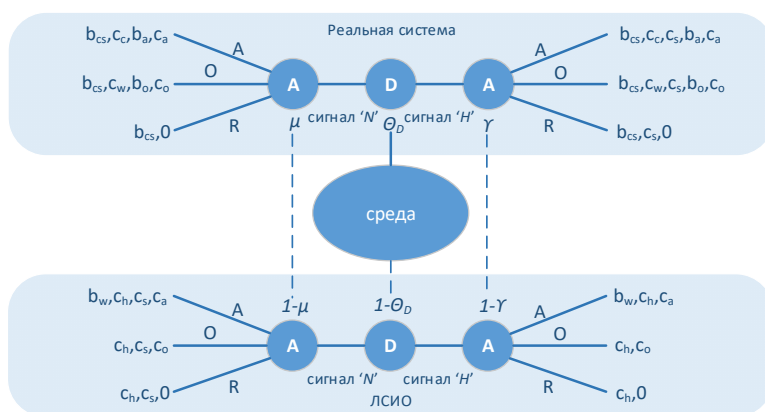 Реальная система
b_cs,c_c,b_a,c_a
A
A
b_cs,c_c,c_s,b_a,c_a
b_cs,c_w,b_o,c_o
O
A
D
A
O
b_cs,c_w,c_s,b_o,c_o
b_cs,0
R
μ
сигнал ‘N’
Θ_D
сигнал ‘H’
ϒ
R
b_cs,c_s,0
среда
b_w,c_h,c_s,c_a
A
1-μ
1-Θ_D
1-ϒ
A
b_w,c_h,c_a
c_h,c_s,c_o
O
A
D
A
O
c_h,c_o
c_h,c_s,0
R
сигнал ‘N’
сигнал ‘H’
R
c_h,0
ЛСИО